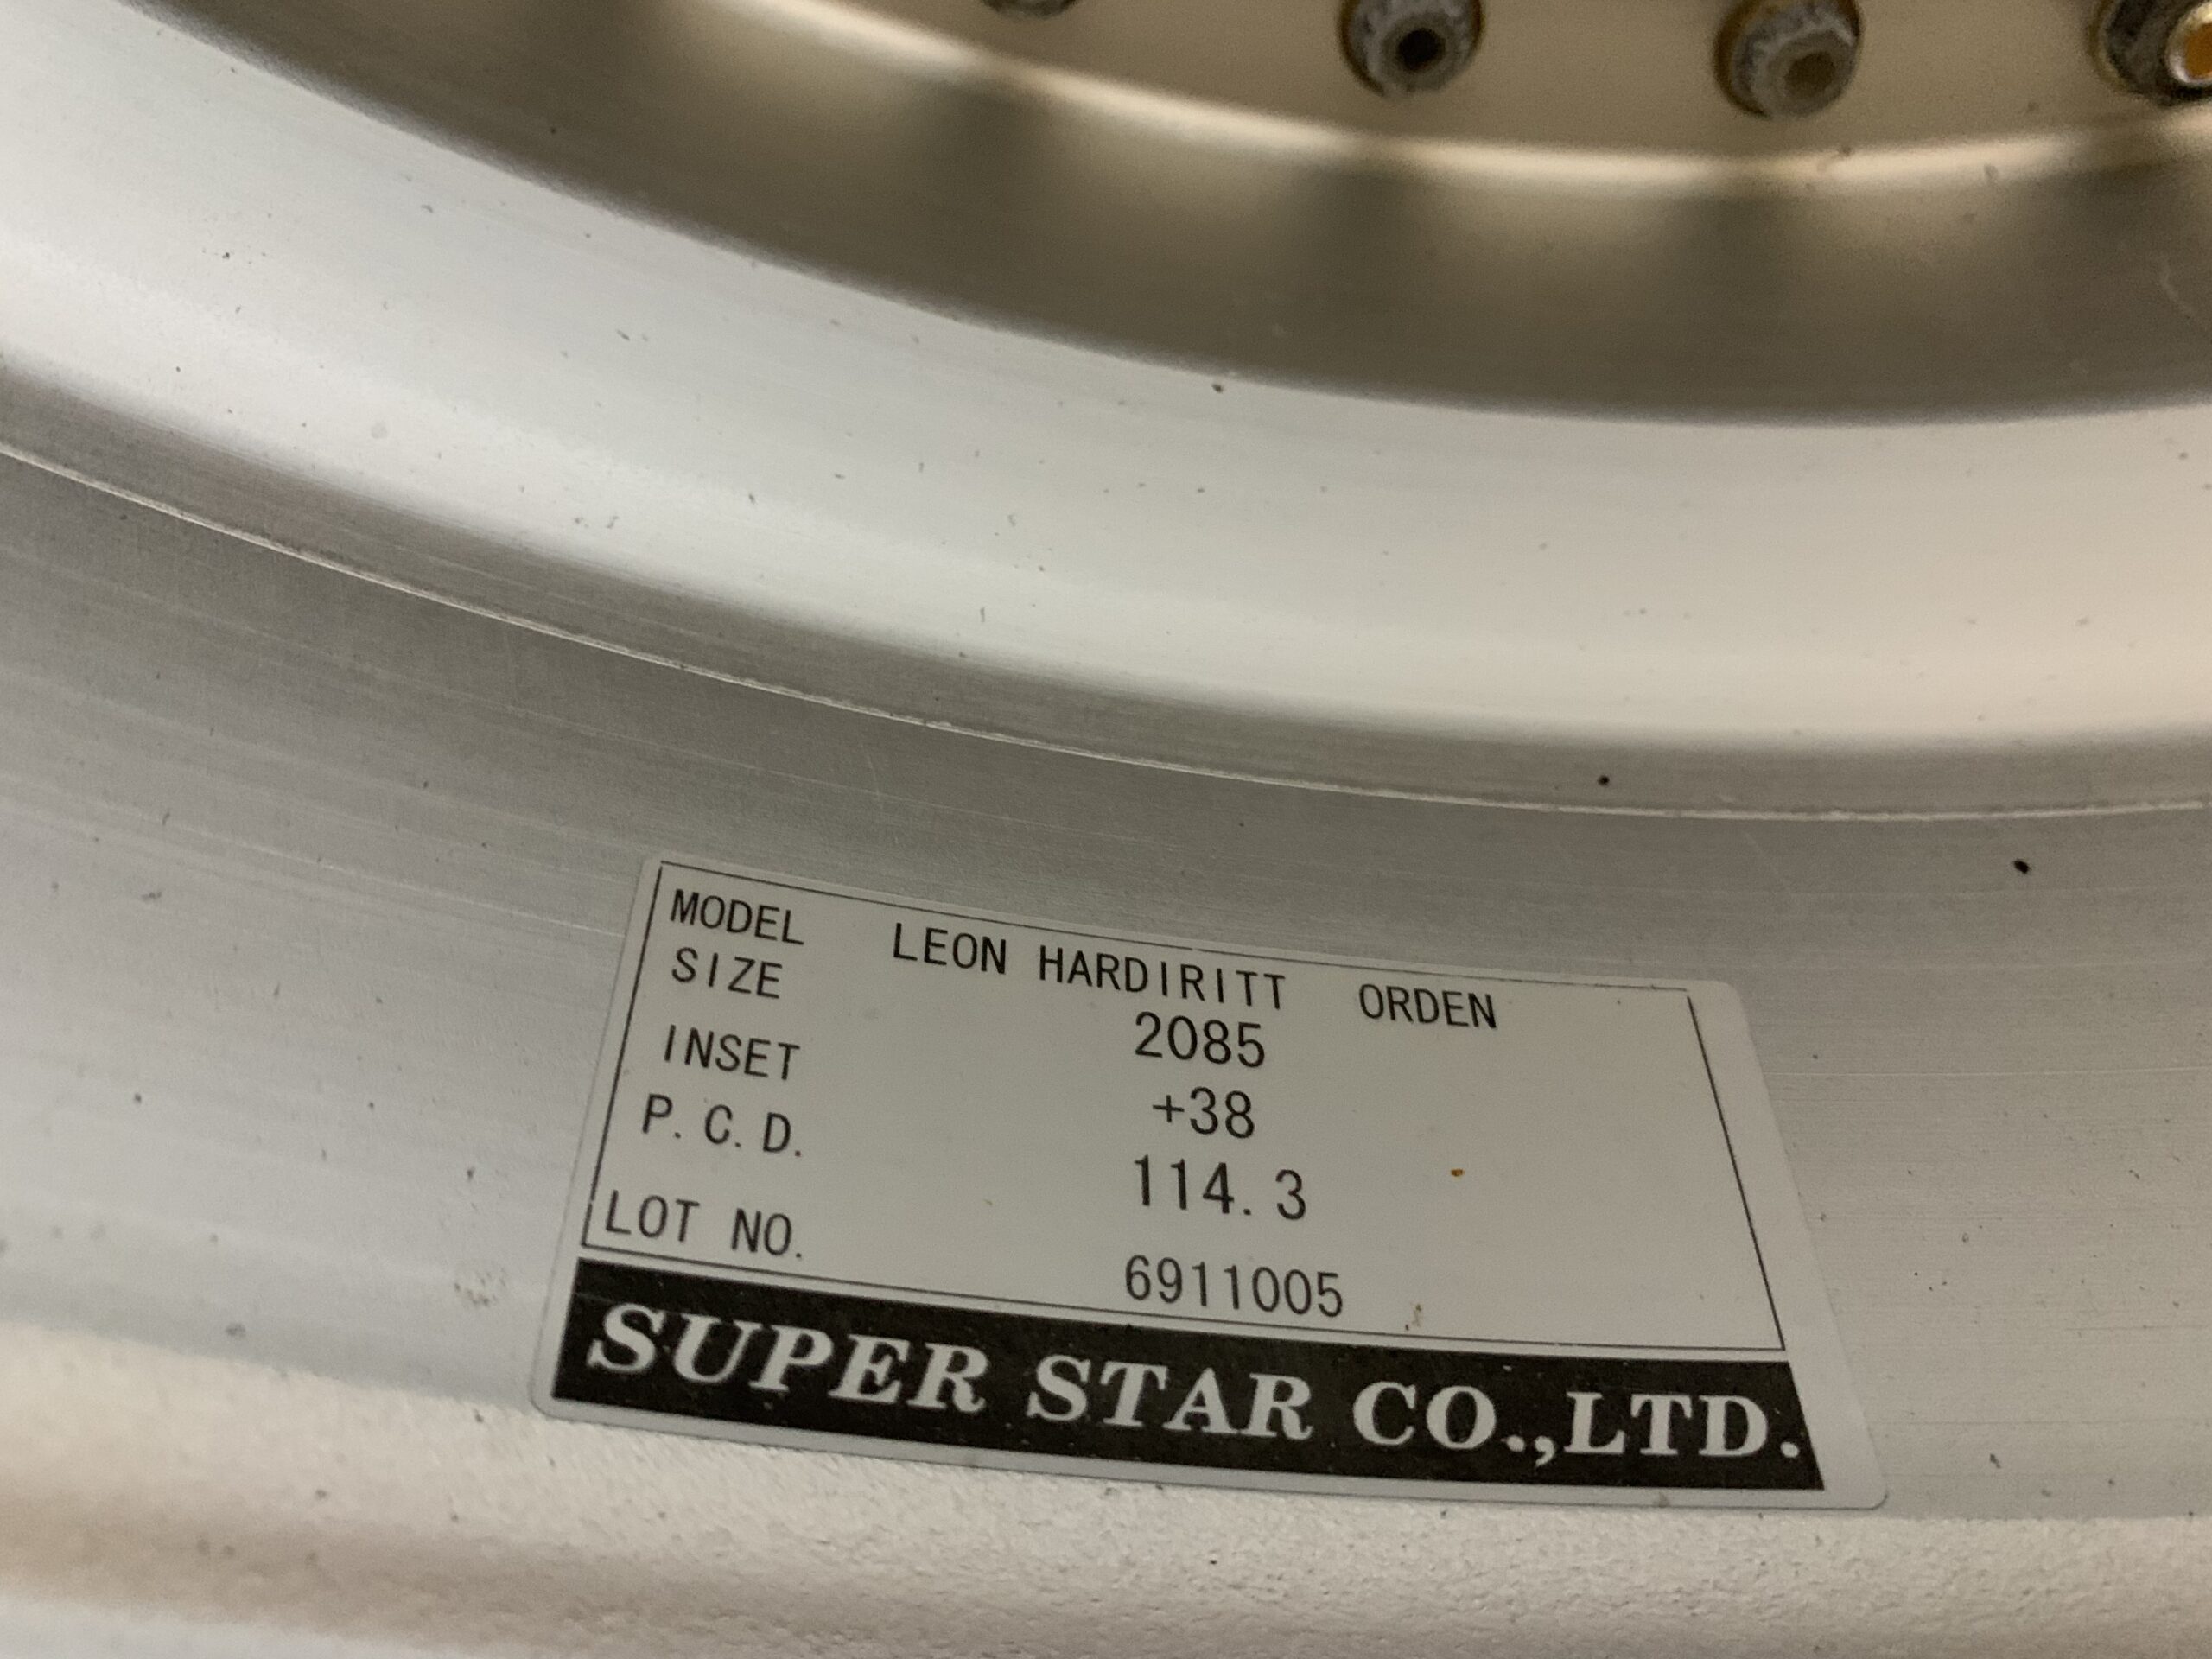 MODEL LEON HARDIRITT ORDEN
SIZE 2085
INSET +38
P.C.D. 114.3
LOT NO. 6911005
SUPER STAR CO.,LTD.